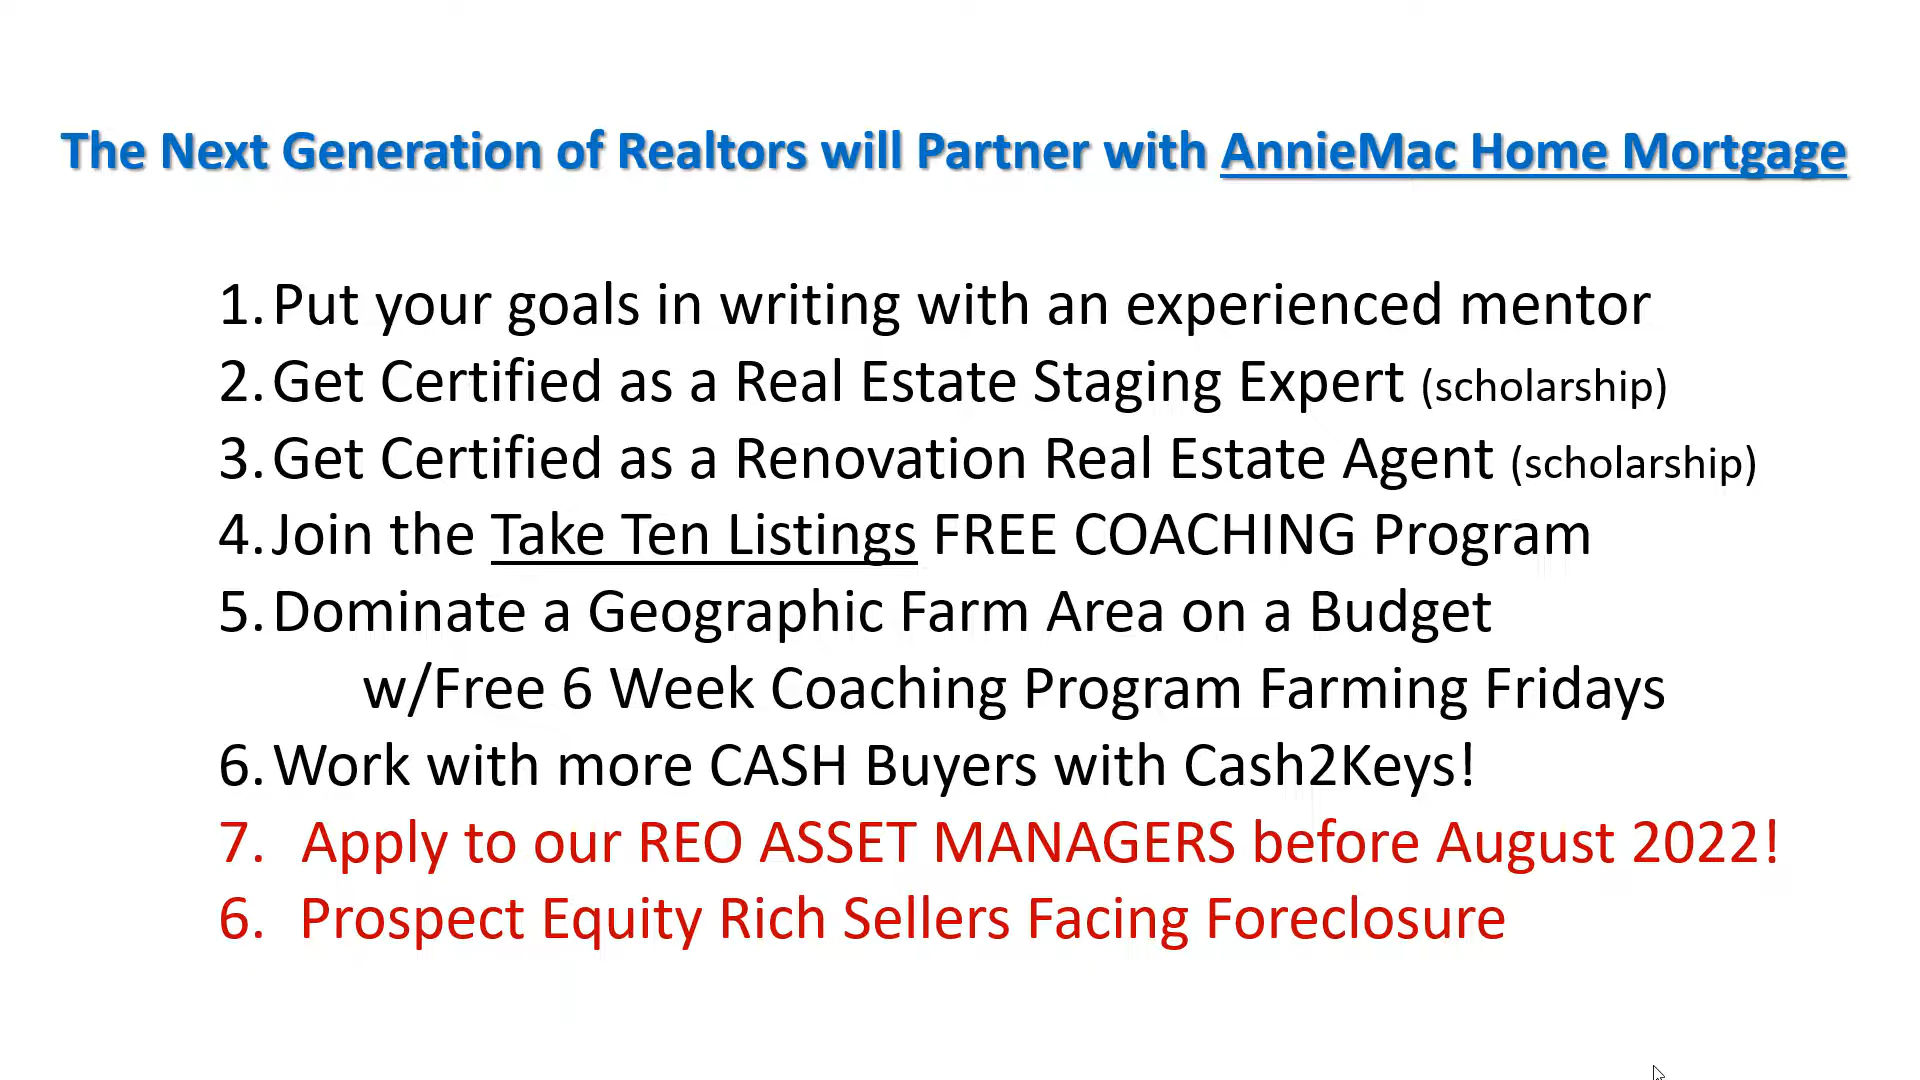 The Next Generation of Realtors will Partner with AnnieMac Home Mortgage
1. Put your goals in writing with an experienced mentor
2. Get Certified as a Real Estate Staging Expert (scholarship)
3. Get Certified as a Renovation Real Estate Agent (scholarship)
4. Join the Take Ten Listings FREE COACHING Program
5. Dominate a Geographic Farm Area on a Budget
w/Free 6 Week Coaching Program Farming Fridays
6. Work with more CASH Buyers with Cash2Keys!
7. Apply to our REO ASSET MANAGERS before August 2022!
6. Prospect Equity Rich Sellers Facing Foreclosure